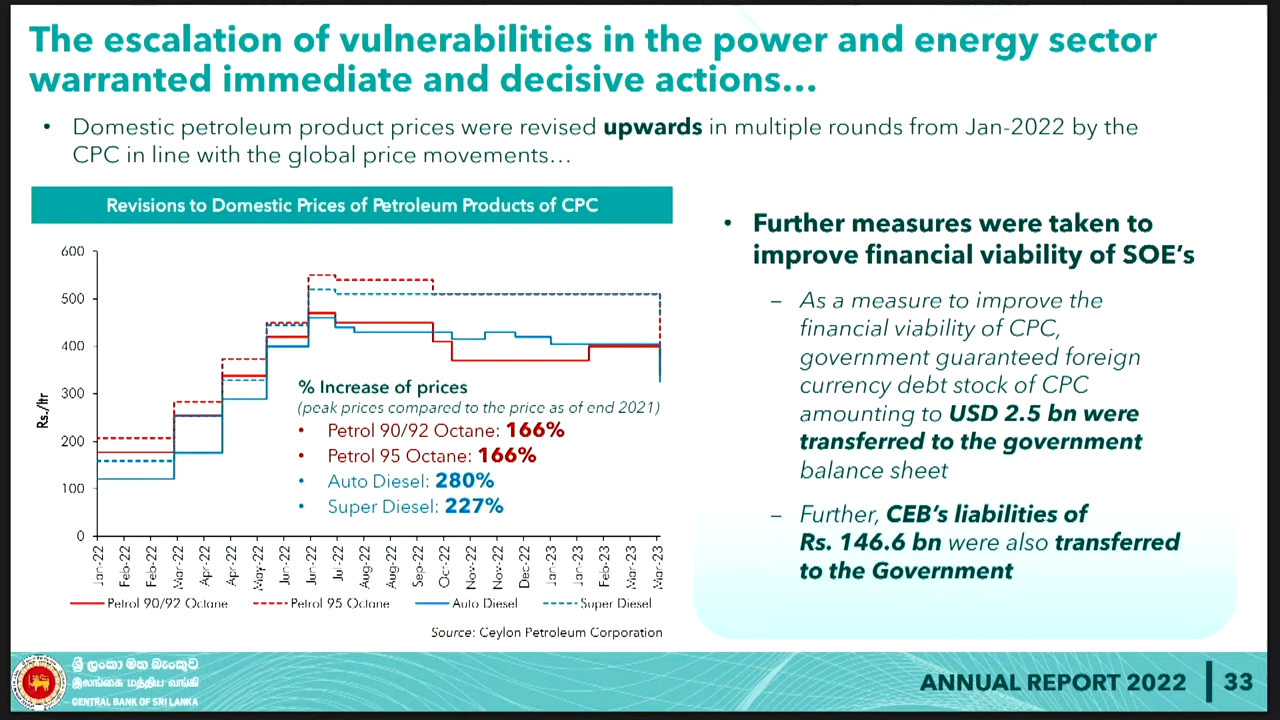 The escalation of vulnerabilities in the power and energy sector
warranted immediate and decisive actions…
• Domestic petroleum product prices were revised upwards in multiple rounds from Jan-2022 by the
CPC in line with the global price movements…
Revisions to Domestic Prices of Petroleum Products of CPC
600
500
400
300
200
100
0
Rs./ltr
% Increase of prices
(peak prices compared to the price as of end 2021)
• Petrol 90/92 Octane: 166%
• Petrol 95 Octane: 166%
• Auto Diesel: 280%
• Super Diesel: 227%
Jan-22 Feb-22 Feb-22 Mar-22 Apr-22 Apr-22 May-22 Jun-22 Jun-22 Jul-22 Aug-22 Aug-22 Sep-22 Oct-22 Nov-22 Nov-22 Dec-22 Jan-23 Jan-23 Feb-23 Mar-23 Mar-23
Petrol 90/92 Octane Petrol 95 Octane Auto Diesel Super Diesel
Source: Ceylon Petroleum Corporation
• Further measures were taken to
improve financial viability of SOE’s
– As a measure to improve the
financial viability of CPC,
government guaranteed foreign
currency debt stock of CPC
amounting to USD 2.5 bn were
transferred to the government
balance sheet
– Further, CEB’s liabilities of
Rs. 146.6 bn were also transferred
to the Government
ශ්‍රී ලංකා මහ බැංකුව
இலங்கை மத்திய வங்கி
CENTRAL BANK OF SRI LANKA
ANNUAL REPORT 2022 33